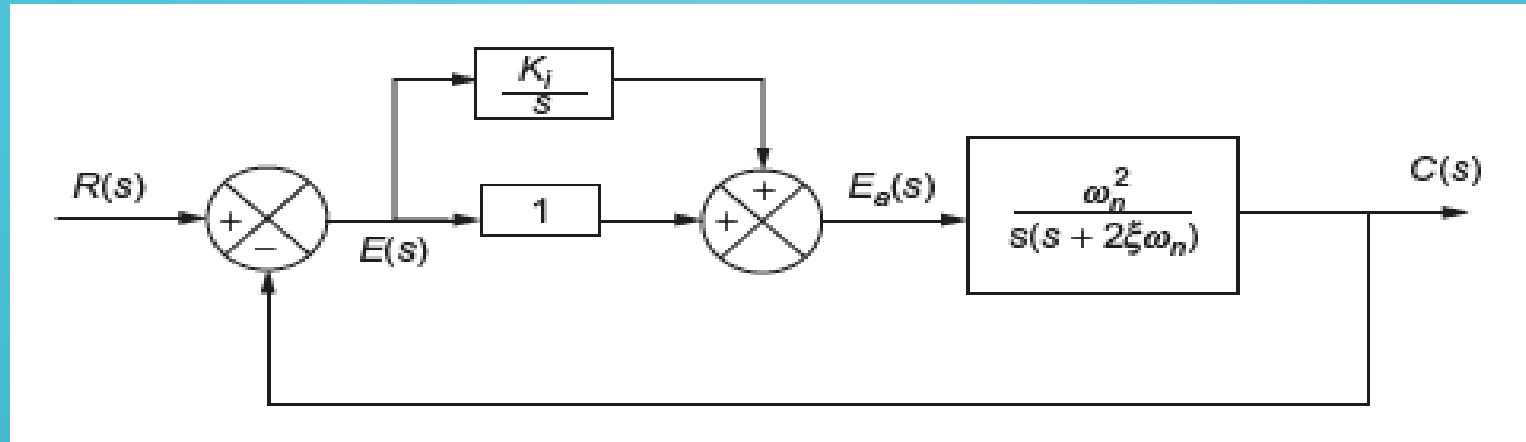 K_i
s
R(s)
+
−
E(s)
1
+
+
E_a(s)
ω_n^2
s(s + 2ξω_n)
C(s)